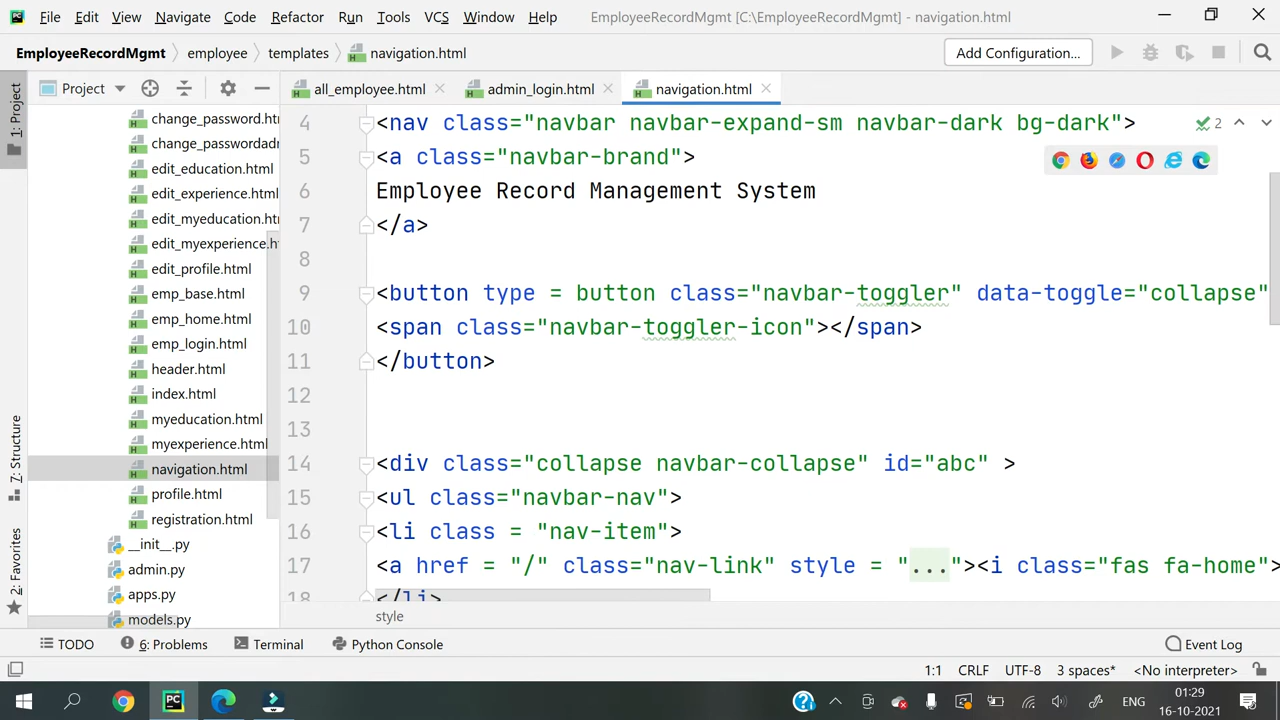 File Edit View Navigate Code Refactor Run Tools VCS Window Help EmployeeRecordMgmt [C:\EmployeeRecordMgmt] - navigation.html
EmployeeRecordMgmt employee templates navigation.html Add Configuration...
1: Project
Project
all_employee.html admin_login.html navigation.html
change_password.htm
change_passwordadr
edit_education.html
edit_experience.html
edit_myeducation.htm
edit_myexperience.h
edit_profile.html
emp_base.html
emp_home.html
emp_login.html
header.html
index.html
myeducation.html
myexperience.html
navigation.html
profile.html
registration.html
__init__.py
admin.py
apps.py
models.py
Z: Structure
2: Favorites
4 <nav class="navbar navbar-expand-sm navbar-dark bg-dark"> 2
5 <a class="navbar-brand">
6 Employee Record Management System
7 </a>
8
9 <button type = button class="navbar-toggler" data-toggle="collapse"
10 <span class="navbar-toggler-icon"></span>
11 </button>
12
13
14 <div class="collapse navbar-collapse" id="abc" >
15 <ul class="navbar-nav">
16 <li class = "nav-item">
17 <a href = "/" class="nav-link" style = "..."><i class="fas fa-home">
18 </li>
style
TODO 6: Problems Terminal Python Console Event Log
1:1 CRLF UTF-8 3 spaces* <No interpreter>
ENG
01:29
16-10-2021